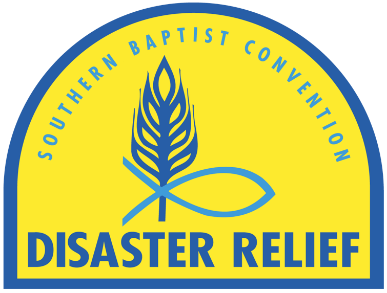 SOUTHERN BAPTIST CONVENTION
DISASTER RELIEF